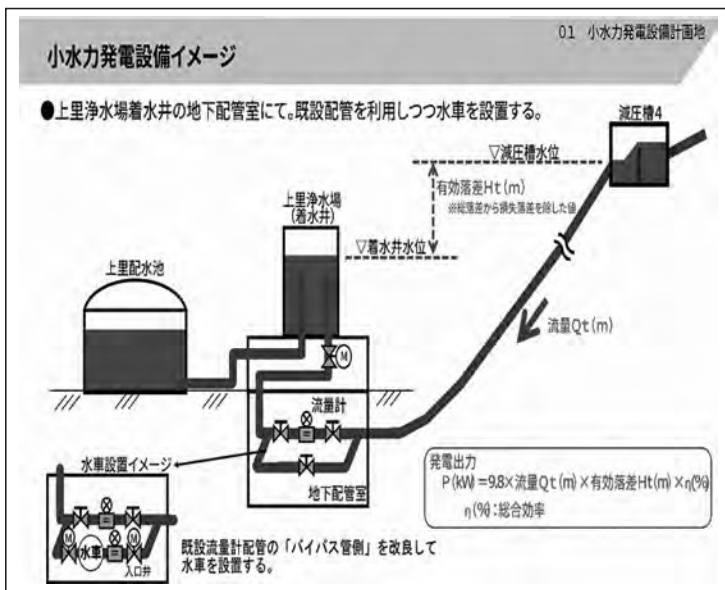 01 小水力発電設備計画地
小水力発電設備イメージ
●上里浄水場着水井の地下配管室にて。既設配管を利用しつつ水車を設置する。
減圧槽4
▽減圧槽水位
有効落差Ht(m)
※総落差から損失落差を除した値
上里浄水場
(着水井)
▽着水井水位
上里配水池
流量Qt(m)
M
流量計
水車設置イメージ
地下配管室
発電出力
P(kW)=9.8×流量Qt(m)×有効落差Ht(m)×η(%)
η(%):総合効率
M
水車
M
入口弁
既設流量計配管の「バイパス管側」を改良して
水車を設置する。